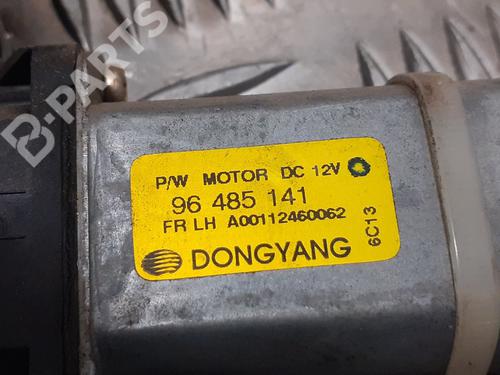 B-PARTS
P/W MOTOR DC 12V
96 485 141
FR LH A00112460062
6C13
DONGYANG